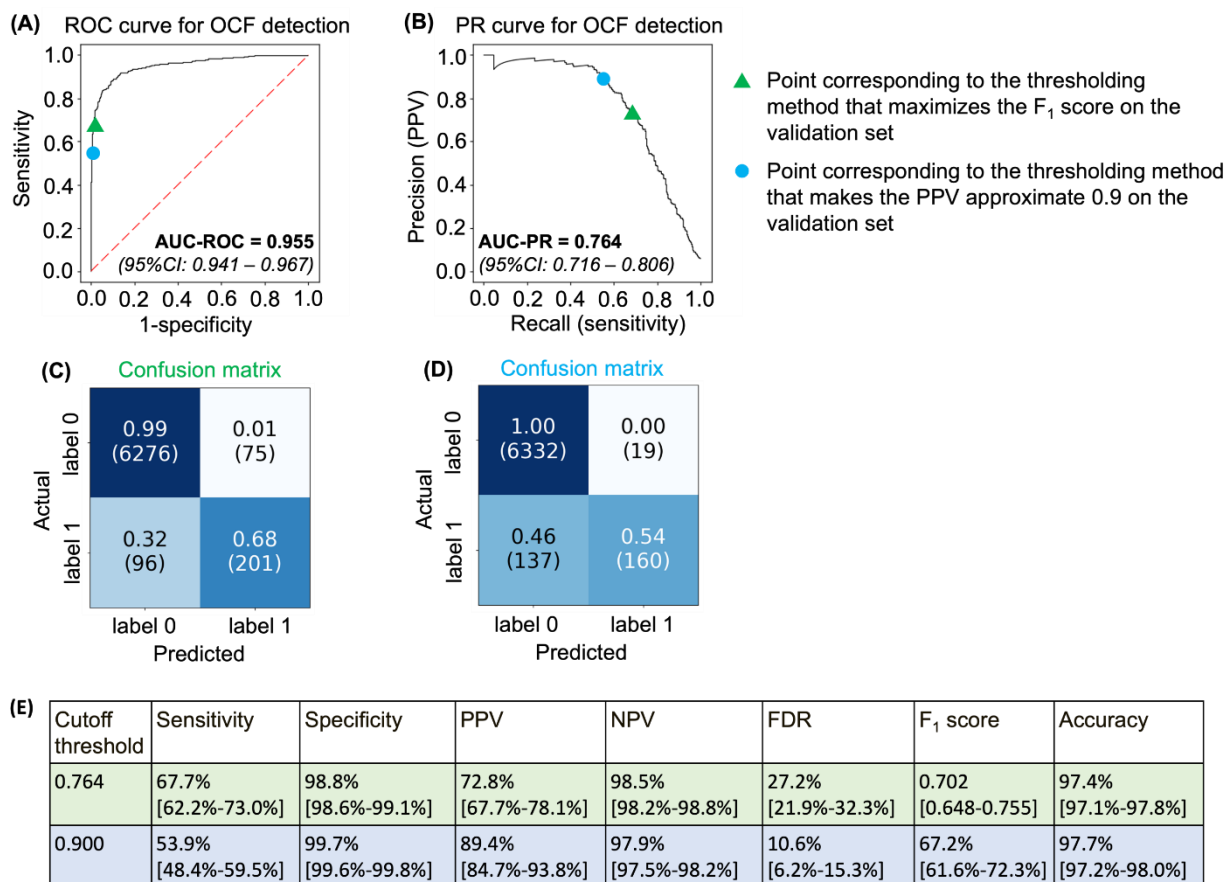 (A) ROC curve for OCF detection
1.0
0.8
0.6
0.4
0.2
0.0
Sensitivity
AUC-ROC = 0.955
(95%CI: 0.941 – 0.967)
0.0 0.2 0.4 0.6 0.8 1.0
1-specificity
(B) PR curve for OCF detection
1.0
0.8
0.6
0.4
0.2
0.0
Precision (PPV)
AUC-PR = 0.764
(95%CI: 0.716 – 0.806)
0.0 0.2 0.4 0.6 0.8 1.0
Recall (sensitivity)
Point corresponding to the thresholding
method that maximizes the F₁ score on the
validation set
Point corresponding to the thresholding method
that makes the PPV approximate 0.9 on the
validation set
(C) Confusion matrix
Actual
label 0
label 1
0.99 0.01
(6276) (75)
0.32 0.68
(96) (201)
label 0 label 1
Predicted
(D) Confusion matrix
label 0
label 1
1.00 0.00
(6332) (19)
0.46 0.54
(137) (160)
label 0 label 1
Predicted
(E)
Cutoff Sensitivity Specificity PPV NPV FDR F₁ score Accuracy
threshold
0.764 67.7% 98.8% 72.8% 98.5% 27.2% 0.702 97.4%
[62.2%-73.0%] [98.6%-99.1%] [67.7%-78.1%] [98.2%-98.8%] [21.9%-32.3%] [0.648-0.755] [97.1%-97.8%]
0.900 53.9% 99.7% 89.4% 97.9% 10.6% 67.2% 97.7%
[48.4%-59.5%] [99.6%-99.8%] [84.7%-93.8%] [97.5%-98.2%] [6.2%-15.3%] [61.6%-72.3%] [97.2%-98.0%]